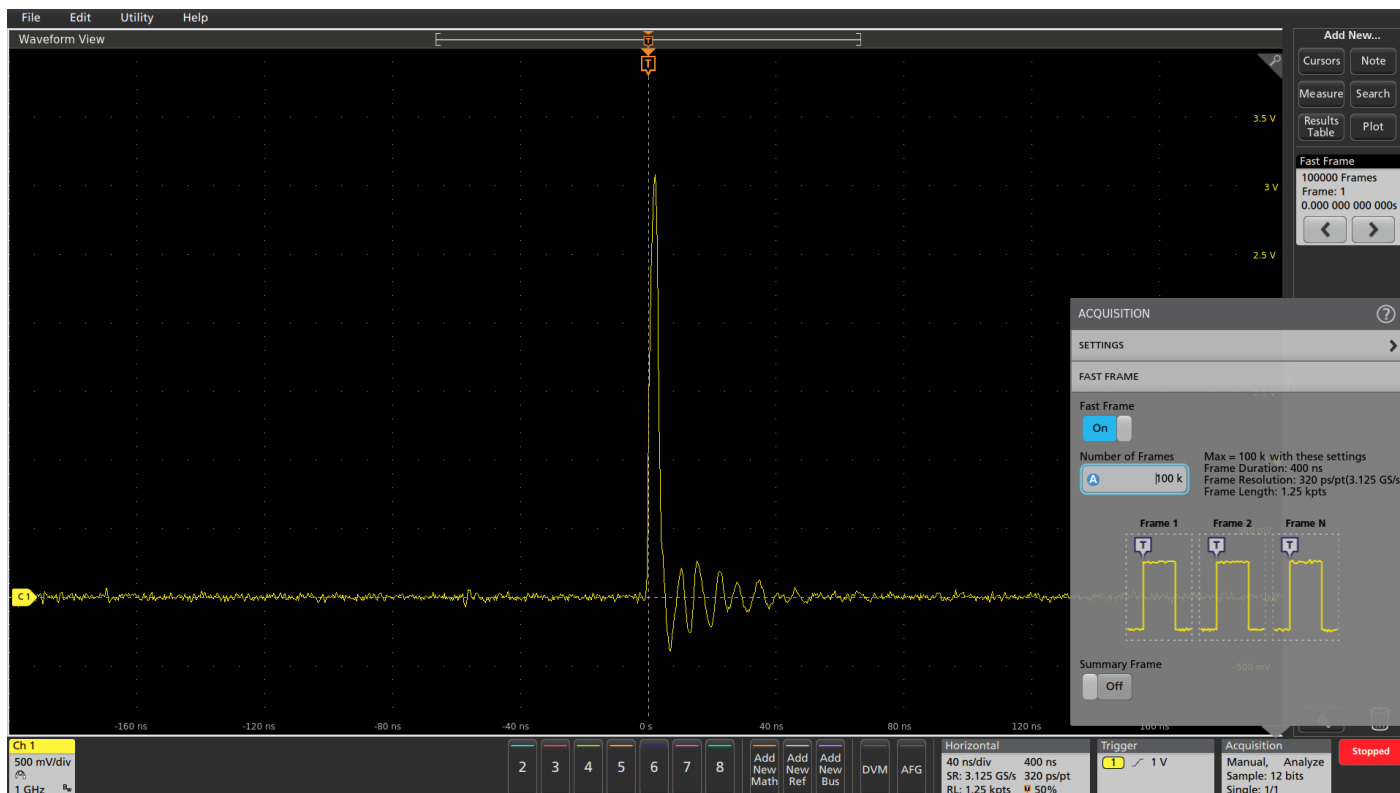 File Edit Utility Help
Waveform View
T
T
3.5 V
3 V
2.5 V
C1
-500 mV
-160 ns -120 ns -80 ns -40 ns 0 s 40 ns 80 ns 120 ns 160 ns
Add New...
Cursors Note
Measure Search
Results Table Plot
Fast Frame
100000 Frames
Frame: 1
0.000 000 000 000s
ACQUISITION ?
SETTINGS
FAST FRAME
Fast Frame
On
Number of Frames
A 100 k
Max = 100 k with these settings
Frame Duration: 400 ns
Frame Resolution: 320 ps/pt(3.125 GS/s
Frame Length: 1.25 kpts
Frame 1 Frame 2 Frame N
T T T
Summary Frame
Off
Ch 1
500 mV/div
1 GHz Bw
2 3 4 5 6 7 8
Add New Math
Add New Ref
Add New Bus
DVM AFG
Horizontal
40 ns/div 400 ns
SR: 3.125 GS/s 320 ps/pt
RL: 1.25 kpts 50%
Trigger
1 1 V
Acquisition
Manual, Analyze
Sample: 12 bits
Single: 1/1
Stopped